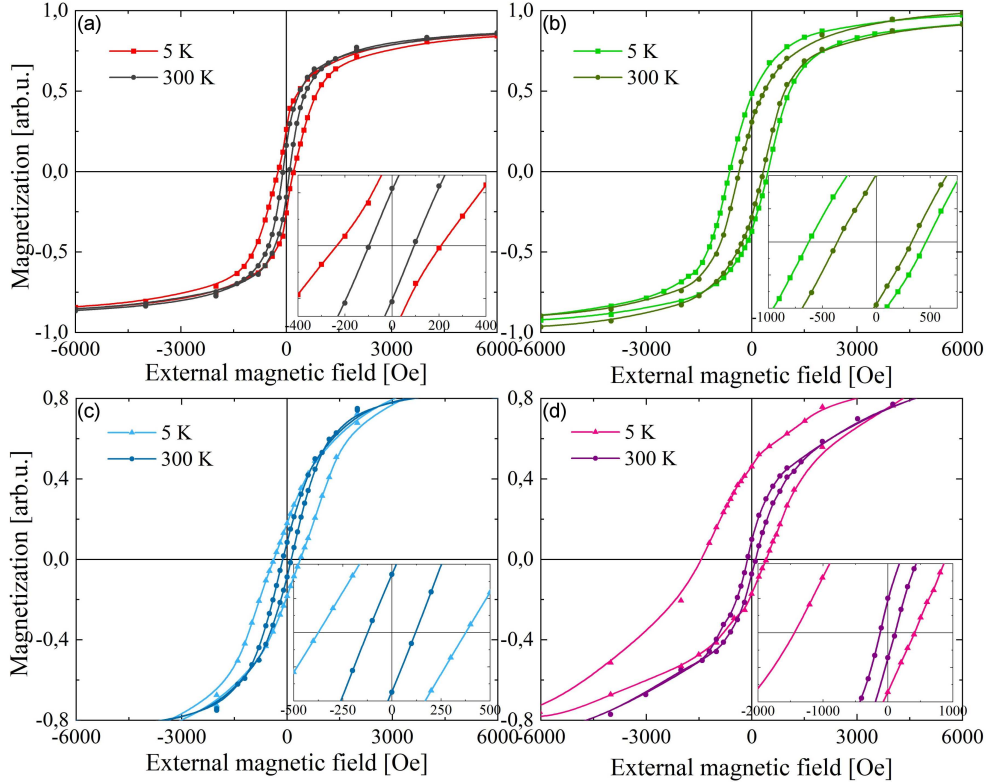 (a)
5 K
300 K
Magnetization [arb.u.]
1,0
0,5
0,0
-0,5
-1,0
-400 -200 0 200 400
-6000 -3000 0 3000 6000
External magnetic field [Oe]
(b)
5 K
300 K
1,0
0,5
0,0
-0,5
-1,0
-1000 -500 0 500
-6000 -3000 0 3000 6000
External magnetic field [Oe]
(c)
5 K
300 K
Magnetization [arb.u.]
0,8
0,4
0,0
-0,4
-0,8
-500 -250 0 250 500
-6000 -3000 0 3000 6000
External magnetic field [Oe]
(d)
5 K
300 K
0,8
0,4
0,0
-0,4
-0,8
-2000 -1000 0 1000
-6000 -3000 0 3000 6000
External magnetic field [Oe]